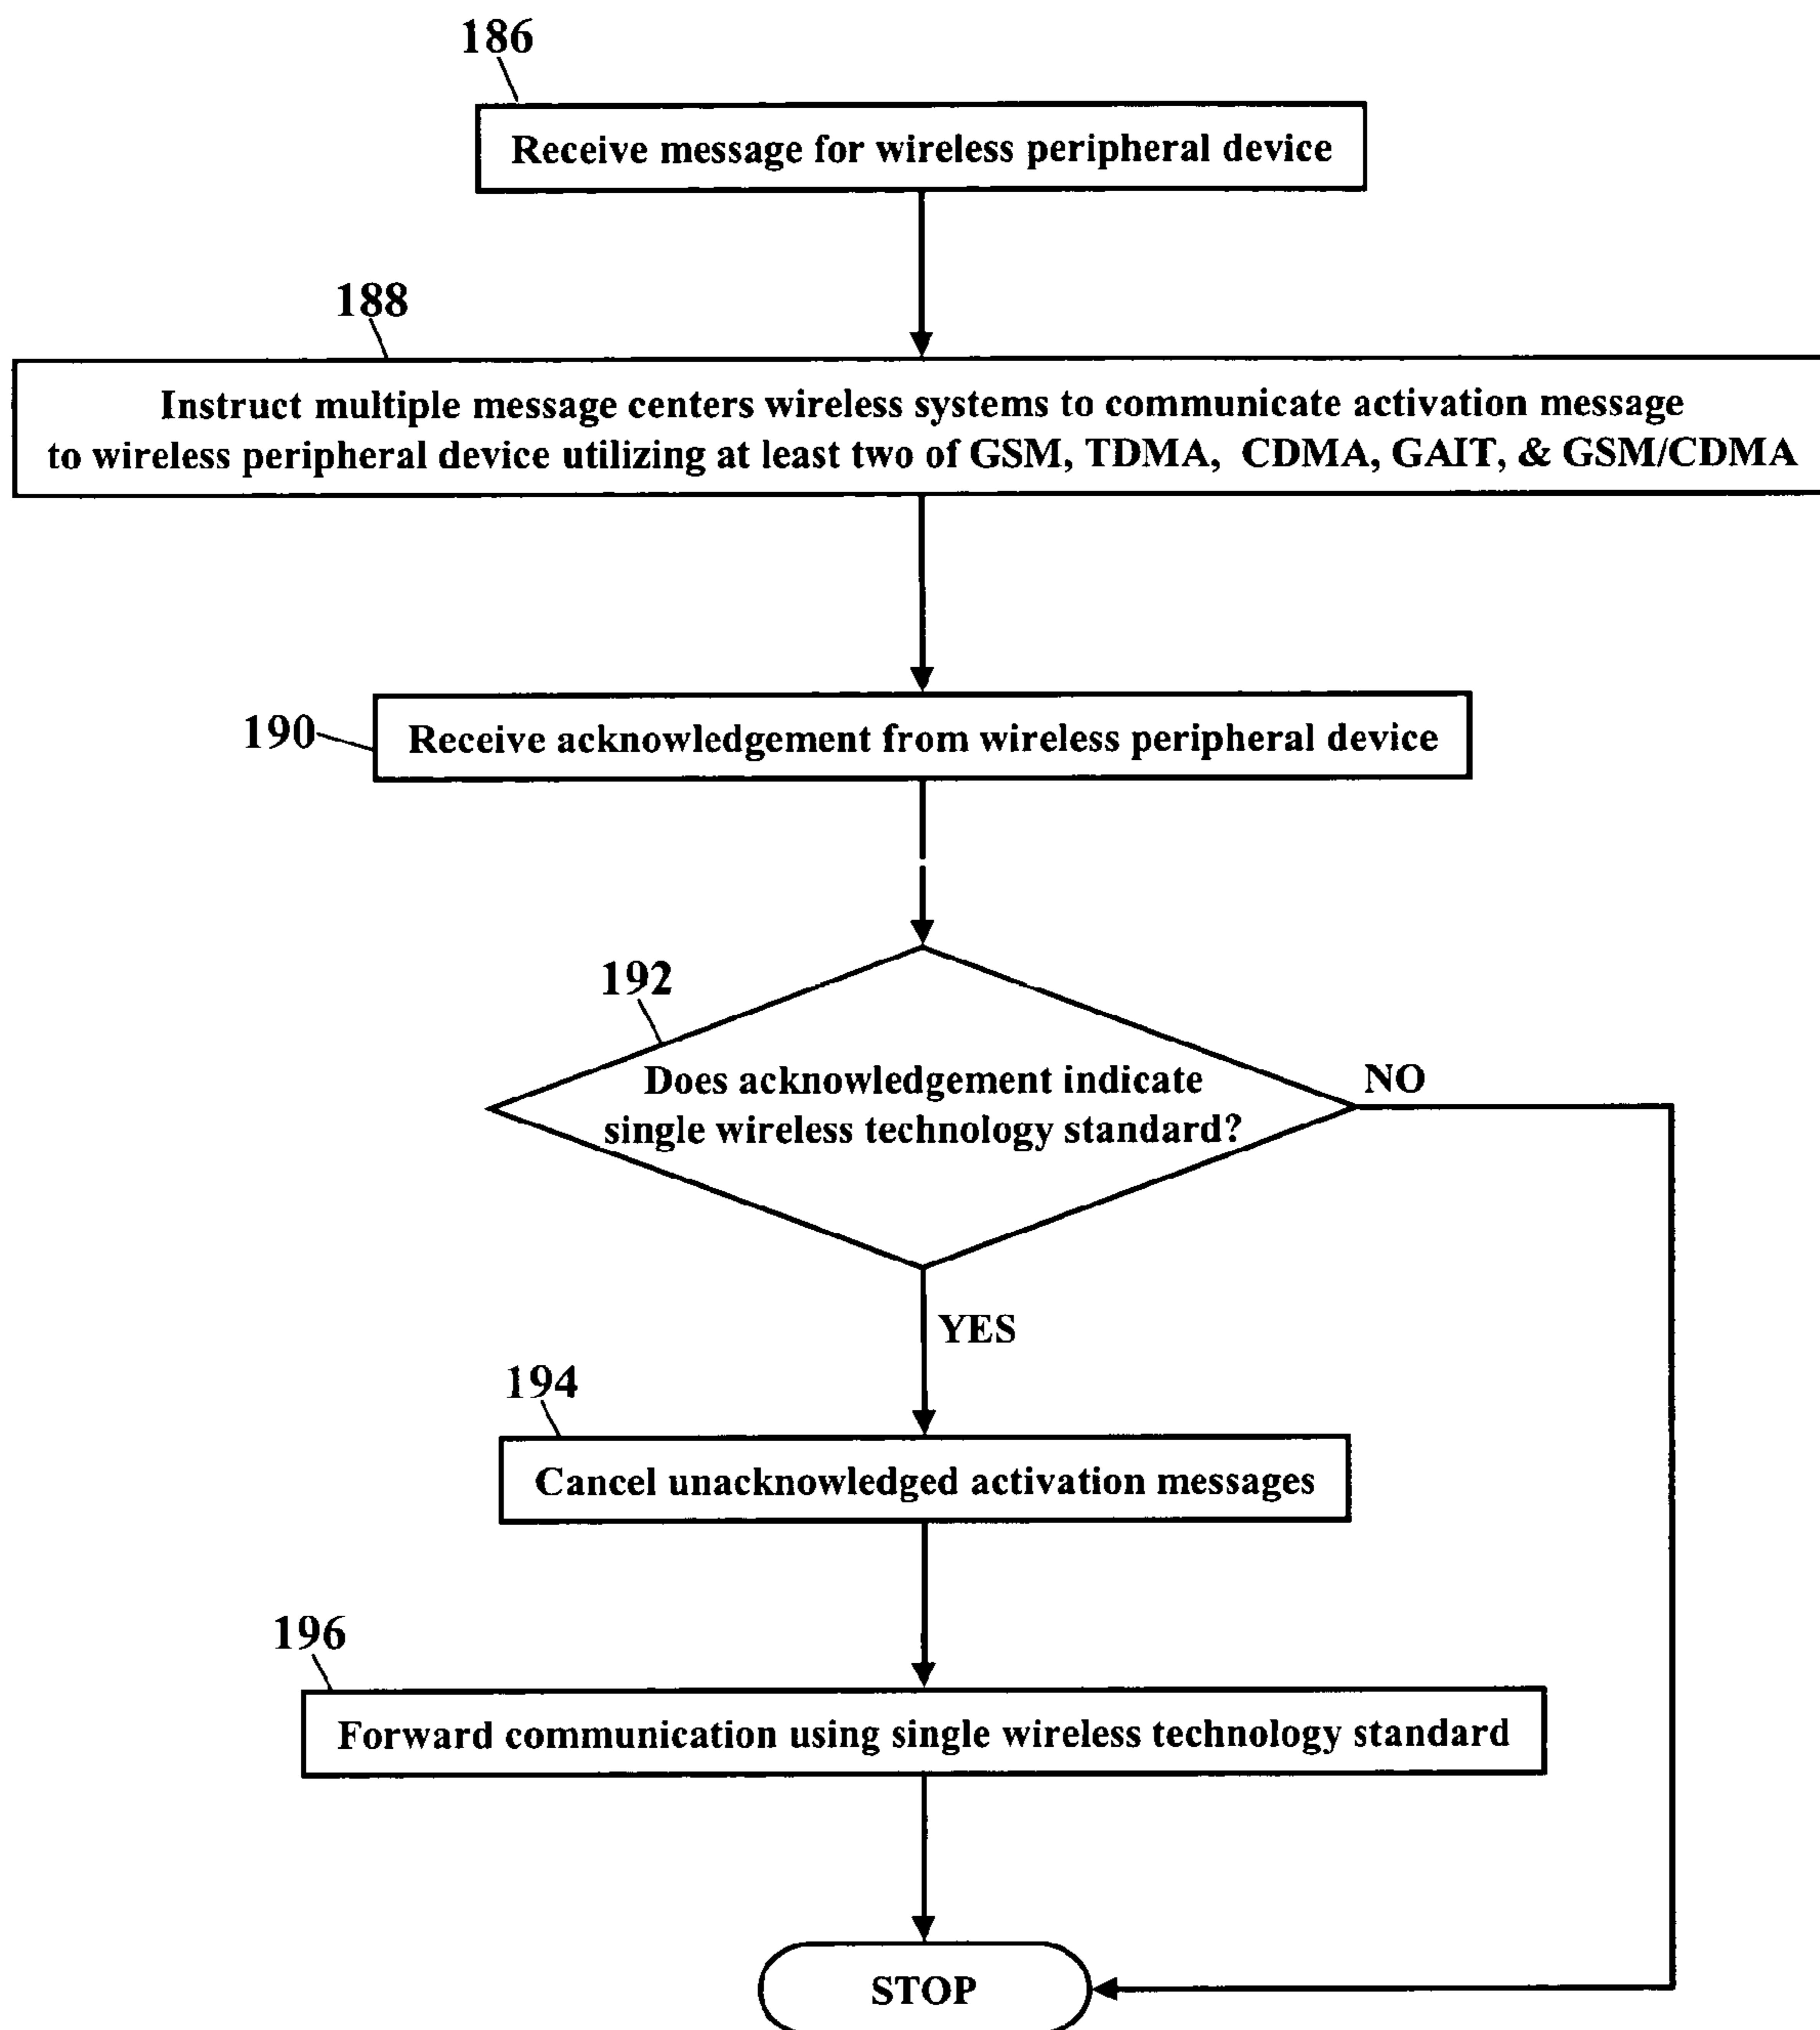 186
Receive message for wireless peripheral device
188
Instruct multiple message centers wireless systems to communicate activation message
to wireless peripheral device utilizing at least two of GSM, TDMA, CDMA, GAIT, & GSM/CDMA
190
Receive acknowledgement from wireless peripheral device
192
Does acknowledgement indicate
single wireless technology standard?
NO
YES
194
Cancel unacknowledged activation messages
196
Forward communication using single wireless technology standard
STOP